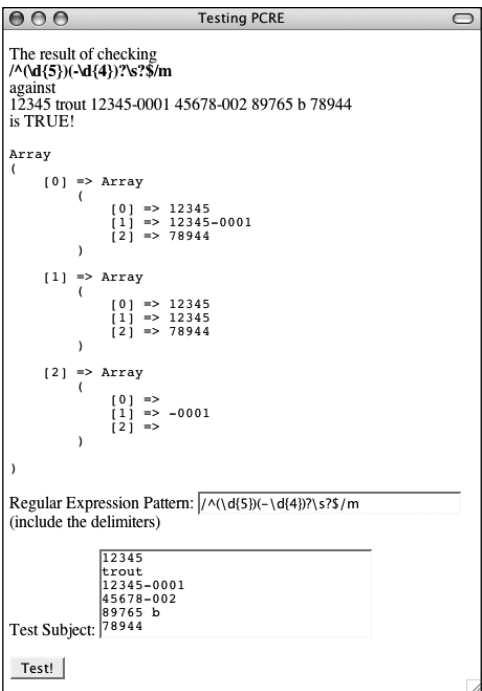 Testing PCRE
The result of checking
/^(\d{5})(-\d{4})?\s?$/m
against
12345 trout 12345-0001 45678-002 89765 b 78944
is TRUE!
Array
(
[0] => Array
(
[0] => 12345
[1] => 12345-0001
[2] => 78944
)
[1] => Array
(
[0] => 12345
[1] => 12345
[2] => 78944
)
[2] => Array
(
[0] =>
[1] => -0001
[2] =>
)
)
Regular Expression Pattern: /^(\d{5})(-\d{4})?\s?$/m
(include the delimiters)
12345
trout
12345-0001
45678-002
89765 b
Test Subject: 78944
Test!